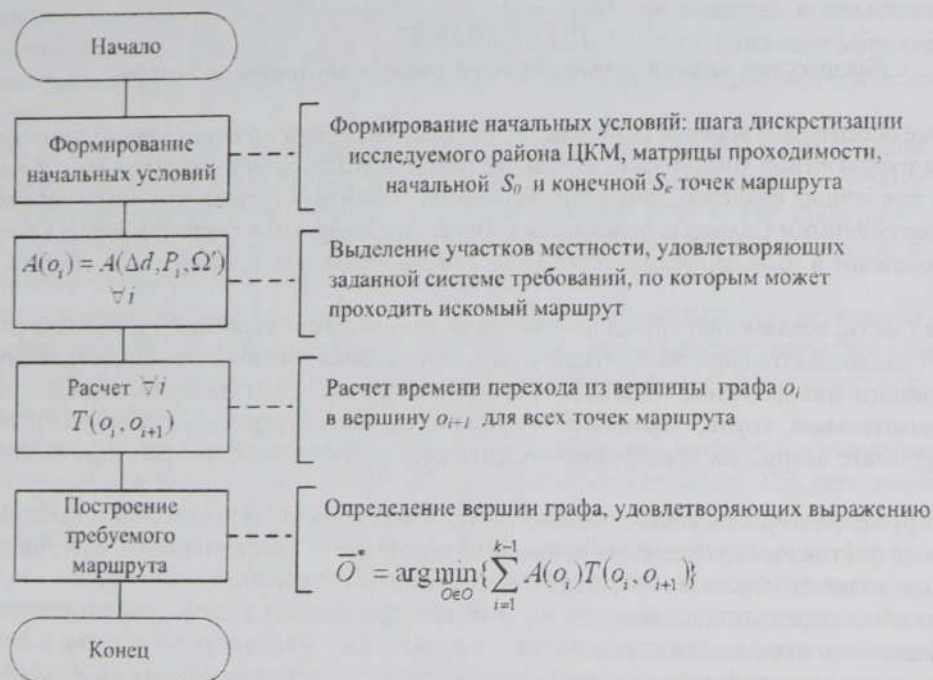 Начало
Формирование
начальных условий
Формирование начальных условий: шага дискретизации
исследуемого района ЦКМ, матрицы проходимости,
начальной S₀ и конечной Sₖ точек маршрута
A(oᵢ) = A(Δd, Pᵢ, Ω′)
∀i
Выделение участков местности, удовлетворяющих
заданной системе требований, по которым может
проходить искомый маршрут
Расчет ∀i
T(oᵢ, oᵢ₊₁)
Расчет времени перехода из вершины графа oᵢ
в вершину oᵢ₊₁ для всех точек маршрута
Построение
требуемого
маршрута
Определение вершин графа, удовлетворяющих выражению
O̅* = arg min{∑ A(oᵢ)T(oᵢ, oᵢ₊₁)}
O∈O
k−1
i=1
Конец